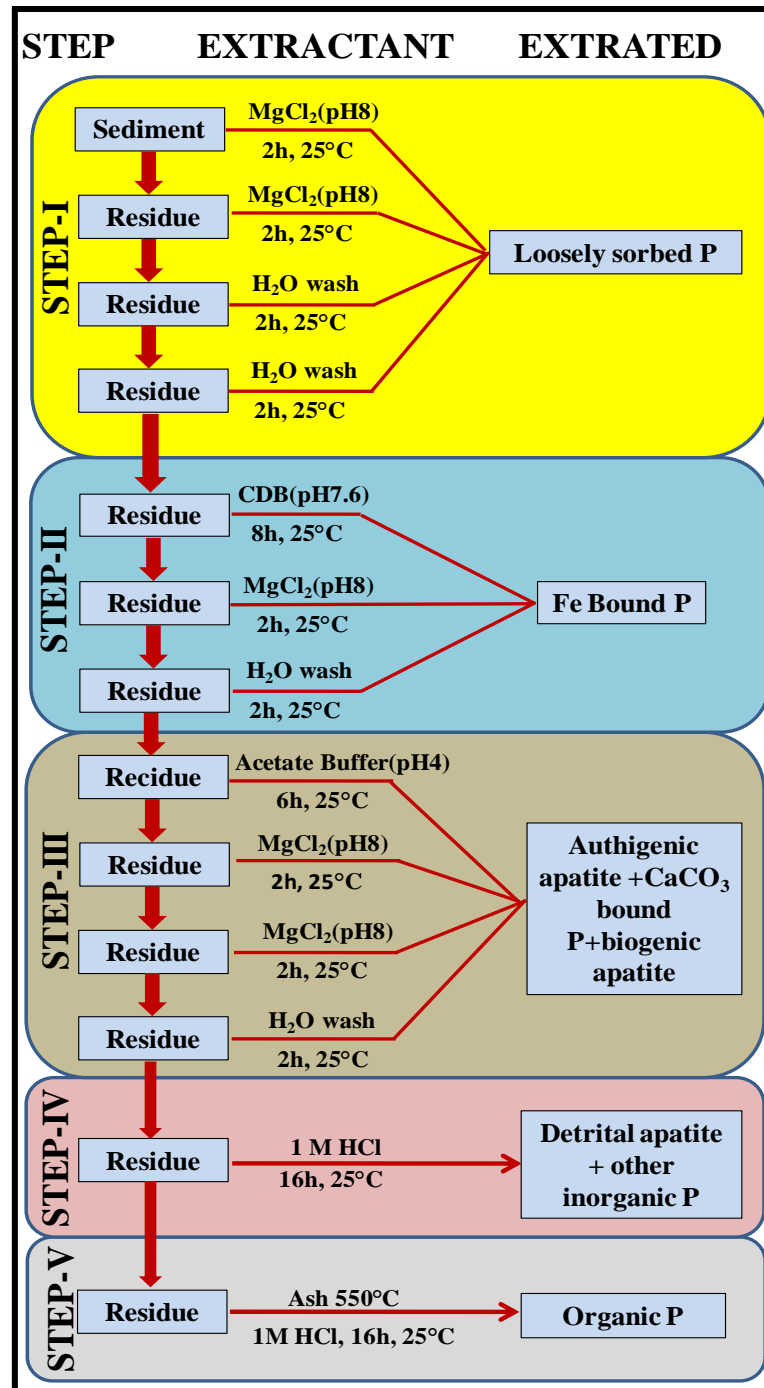 STEP EXTRACTANT EXTRATED
STEP-I
Sediment
MgCl₂(pH8)
2h, 25°C
Residue
MgCl₂(pH8)
2h, 25°C
Residue
H₂O wash
2h, 25°C
Residue
H₂O wash
2h, 25°C
Loosely sorbed P
STEP-II
Residue
CDB(pH7.6)
8h, 25°C
Residue
MgCl₂(pH8)
2h, 25°C
Residue
H₂O wash
2h, 25°C
Fe Bound P
STEP-III
Recidue
Acetate Buffer(pH4)
6h, 25°C
Residue
MgCl₂(pH8)
2h, 25°C
Residue
MgCl₂(pH8)
2h, 25°C
Residue
H₂O wash
2h, 25°C
Authigenic
apatite +CaCO₃
bound
P+biogenic
apatite
STEP-IV
Residue
1 M HCl
16h, 25°C
Detrital apatite
+ other
inorganic P
STEP-V
Residue
Ash 550°C
1M HCl, 16h, 25°C
Organic P